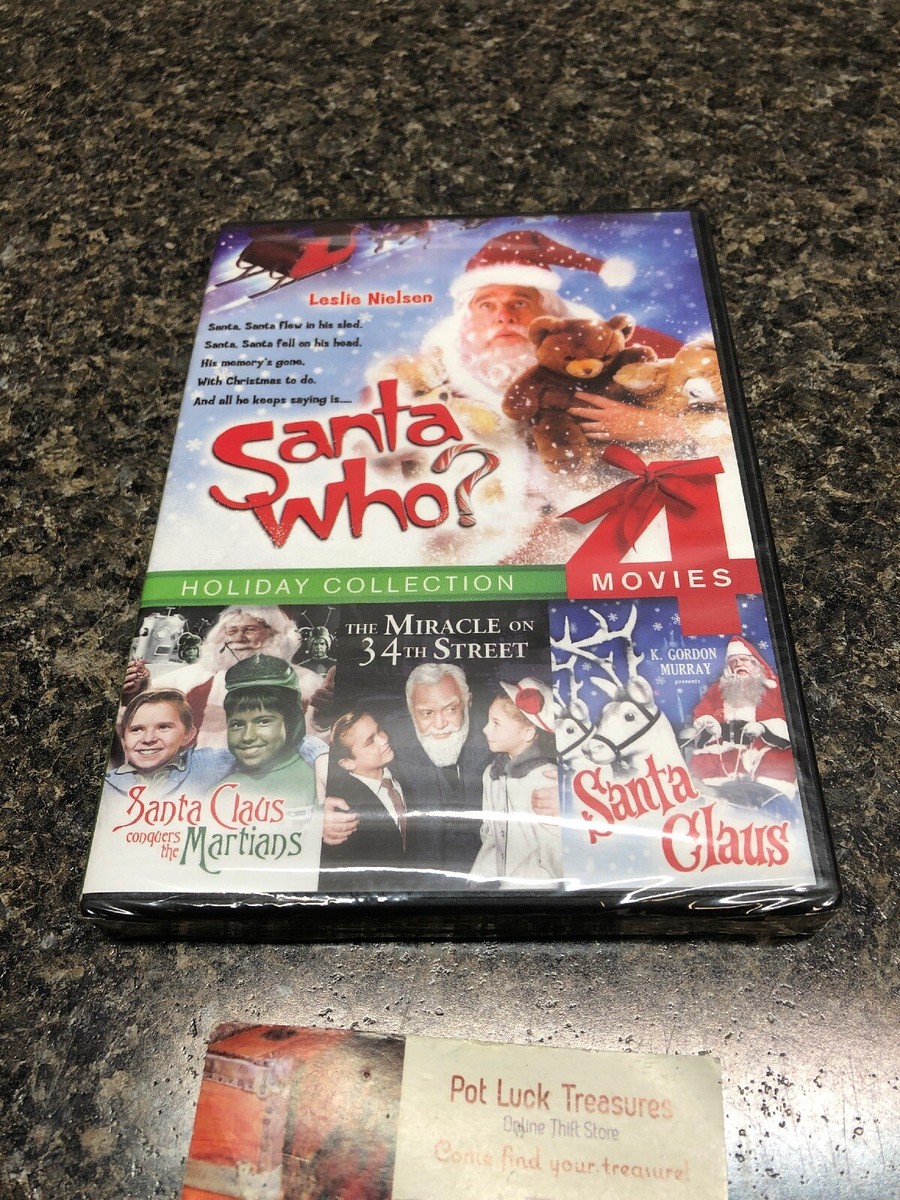 Leslie Nielsen
Santa, Santa flew in his sled.
Santa, Santa fell on his head.
His memory's gone.
With Christmas to do.
And all he keeps saying is....
Santa
Who?
4
MOVIES
HOLIDAY COLLECTION
Santa Claus
conquers
the Martians
THE MIRACLE ON
34TH STREET
K. GORDON
MURRAY
presents
Santa
Claus
Pot Luck Treasures
Online Thift Store
Come find your treasure!